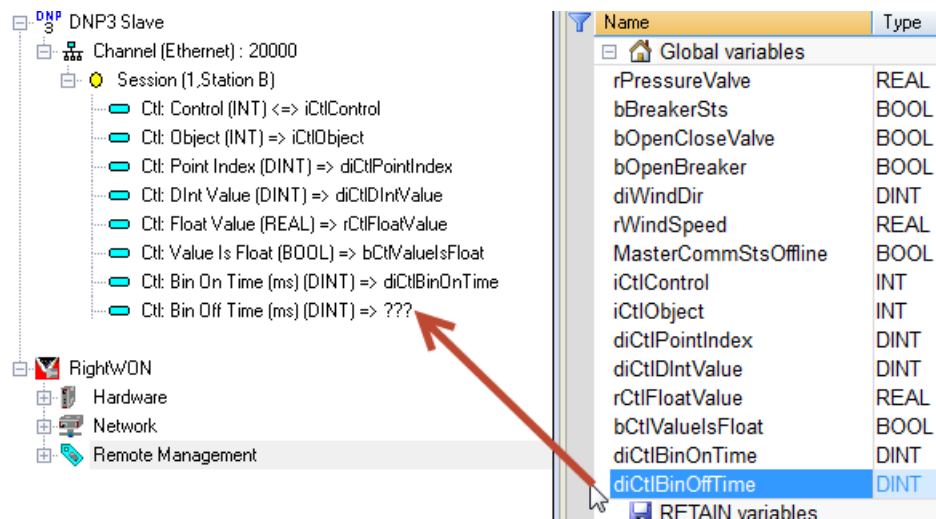 DNP3 DNP3 Slave
Channel (Ethernet) : 20000
Session (1,Station B)
Ctl: Control (INT) <=> iCtlControl
Ctl: Object (INT) => iCtlObject
Ctl: Point Index (DINT) => diCtlPointIndex
Ctl: DInt Value (DINT) => diCtlDIntValue
Ctl: Float Value (REAL) => rCtlFloatValue
Ctl: Value Is Float (BOOL) => bCtlValueIsFloat
Ctl: Bin On Time (ms) (DINT) => diCtlBinOnTime
Ctl: Bin Off Time (ms) (DINT) => ???
RightWON
Hardware
Network
Remote Management
Name Type
Global variables
rPressureValve REAL
bBreakerSts BOOL
bOpenCloseValve BOOL
bOpenBreaker BOOL
diWindDir DINT
rWindSpeed REAL
MasterCommStsOffline BOOL
iCtlControl INT
iCtlObject INT
diCtlPointIndex DINT
diCtlDIntValue DINT
rCtlFloatValue REAL
bCtlValueIsFloat BOOL
diCtlBinOnTime DINT
diCtlBinOffTime DINT
RETAIN variables